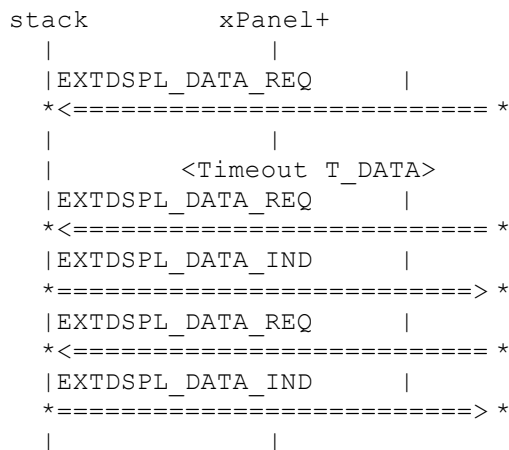 stack xPanel+
| |
|EXTDSPL_DATA_REQ |
*<========================== *
| |
| <Timeout T_DATA>
|EXTDSPL_DATA_REQ |
*<========================== *
|EXTDSPL_DATA_IND |
*==========================> *
|EXTDSPL_DATA_REQ |
*<========================== *
|EXTDSPL_DATA_IND |
*==========================> *
| |